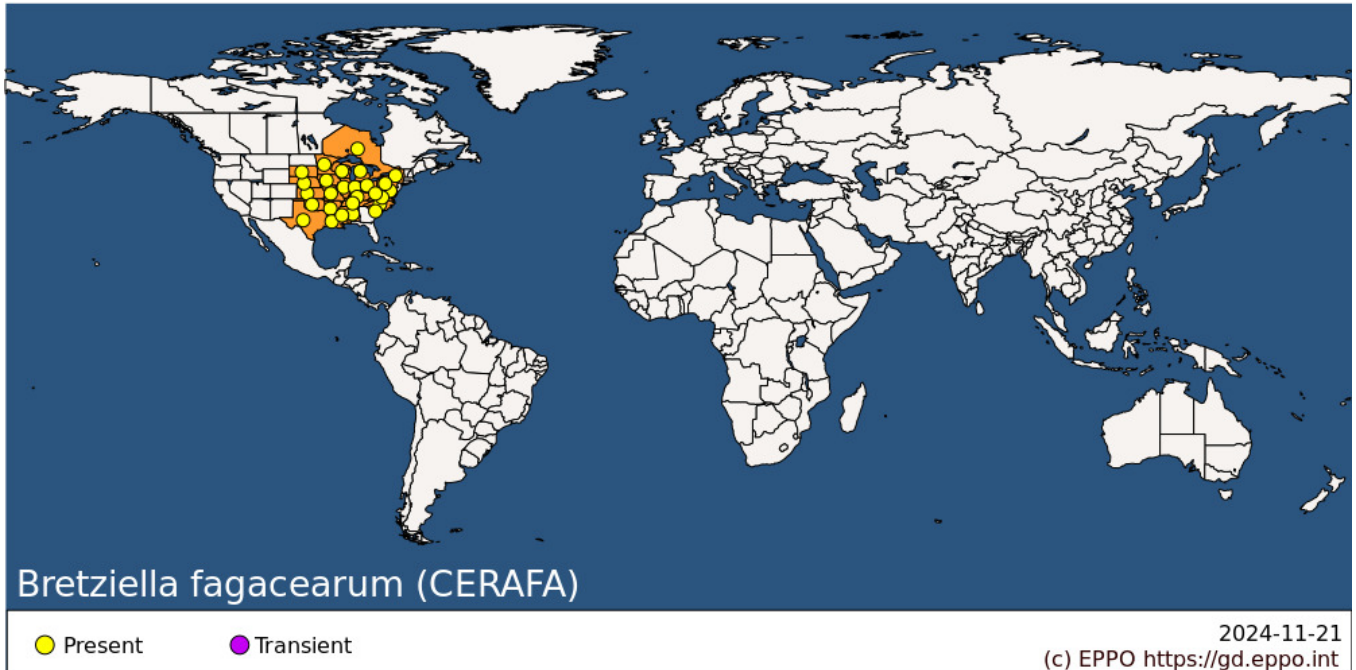 Bretziella fagacearum (CERAFA)
Present
Transient
2024-11-21
(c) EPPO https://gd.eppo.int